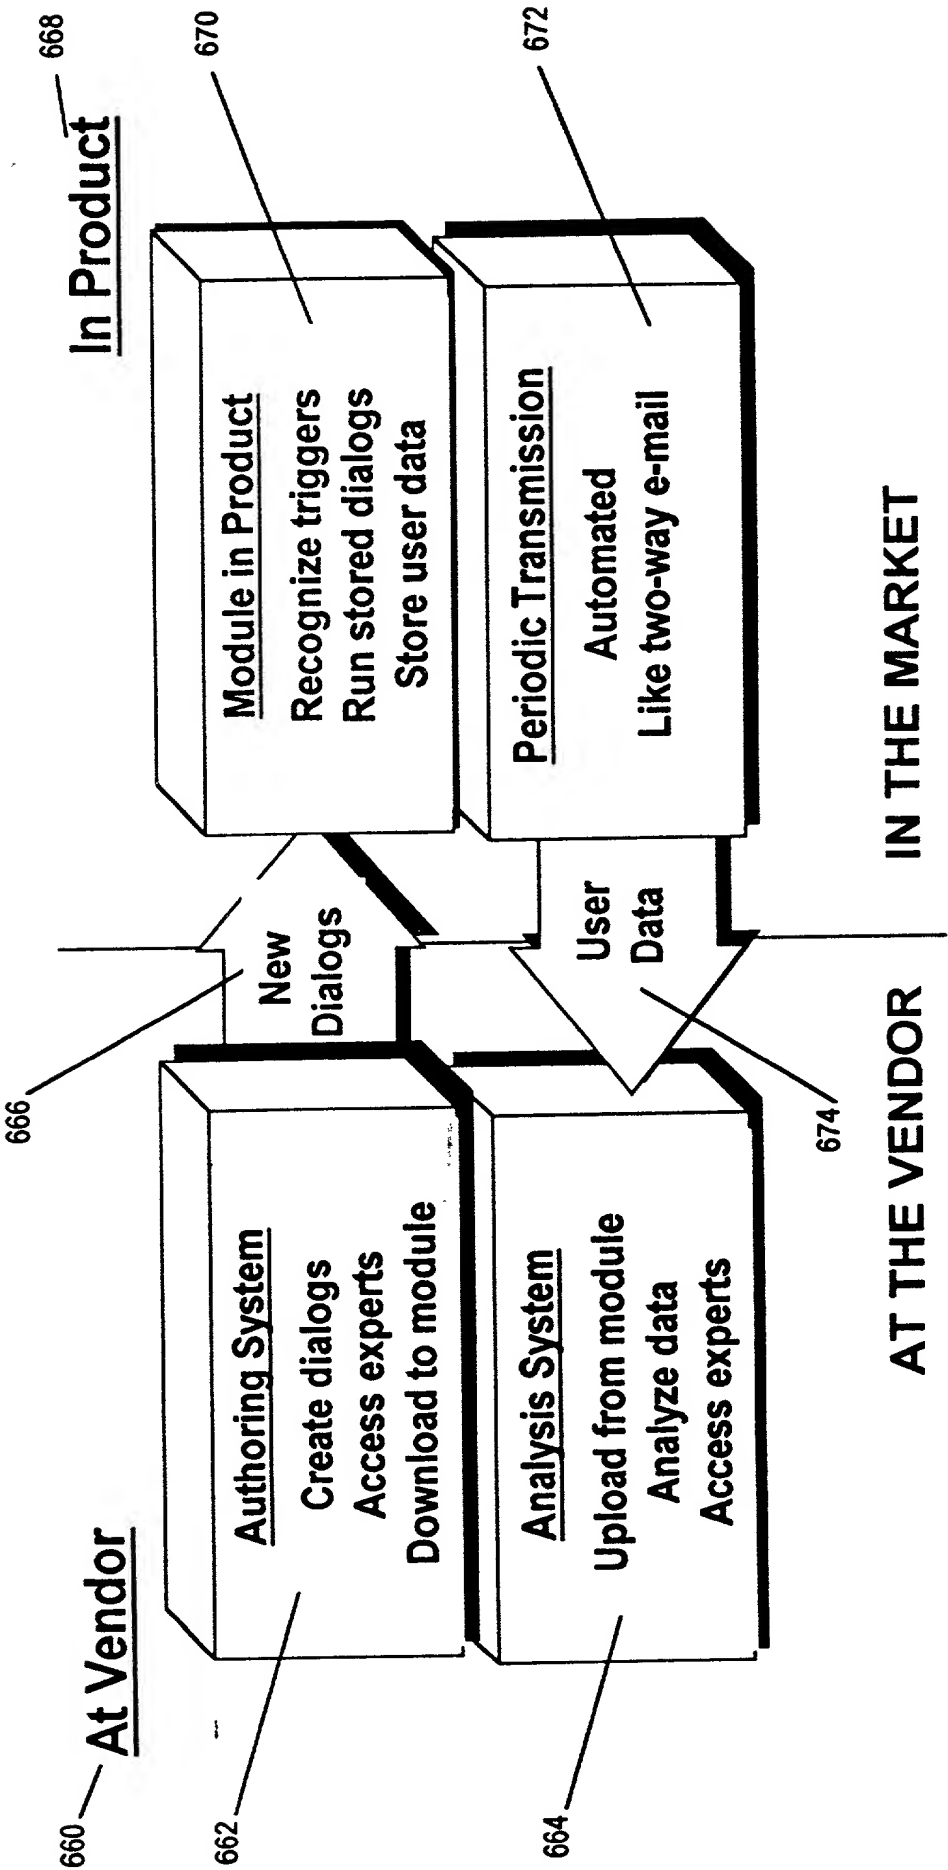 660
At Vendor
668
In Product
662
Authoring System
Create dialogs
Access experts
Download to module
666
New
Dialogs
670
Module in Product
Recognize triggers
Run stored dialogs
Store user data
664
Analysis System
Upload from module
Analyze data
Access experts
674
User
Data
672
Periodic Transmission
Automated
Like two-way e-mail
AT THE VENDOR
IN THE MARKET